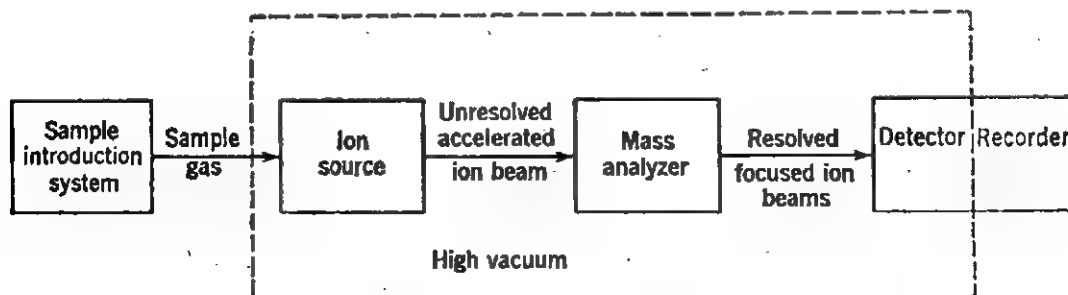 Sample
introduction
system
Sample
gas
Ion
source
Unresolved
accelerated
ion beam
Mass
analyzer
Resolved
focused ion
beams
Detector
Recorder
High vacuum